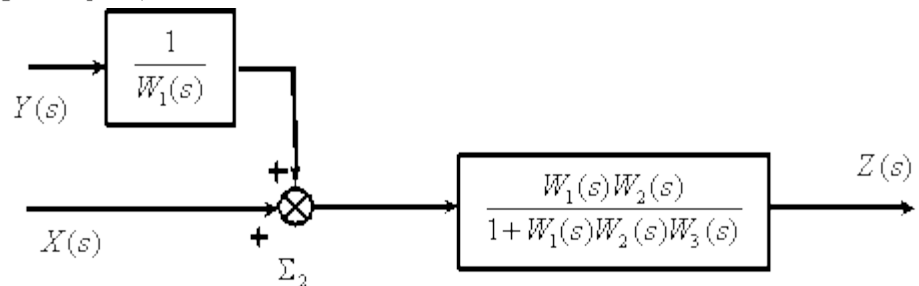 1
W₁(s)
Y(s)
+
Z(s)
W₁(s)W₂(s)
1+W₁(s)W₂(s)W₃(s)
+
X(s)
Σ₂